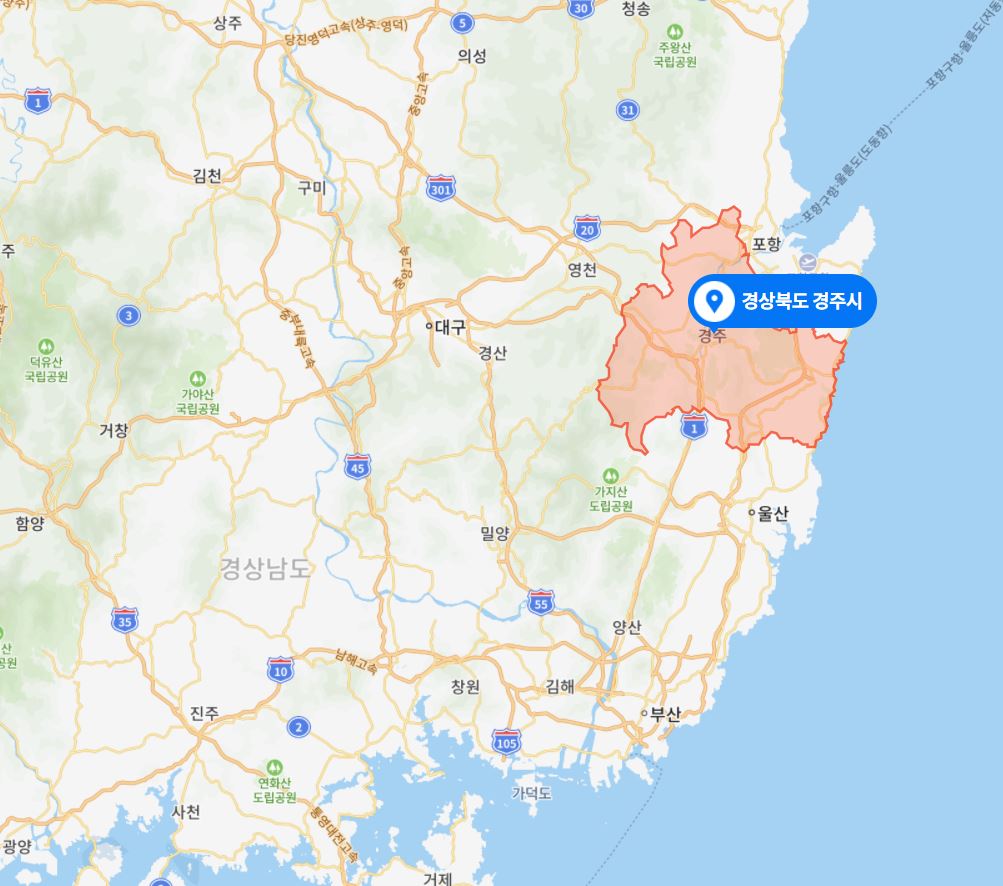 상주
당진영덕고속(상주-영덕)
5
30
청송
의성
주왕산
국립공원
중앙고속
포항구항-울릉도(저동
1
31
포항구항-울릉도(도동항)
김천
구미
301
20
포항
주
영천
중앙고속
경상북도 경주시
3
중부내륙고속
대구
경주
경산
덕유산
국립공원
가야산
국립공원
거창
1
45
가지산
도립공원
함양
밀양
울산
경상남도
55
35
양산
산
공원
남해고속
10
창원
김해
진주
2
부산
105
연화산
도립공원
가덕도
사천
통영대전고속
광양
거제